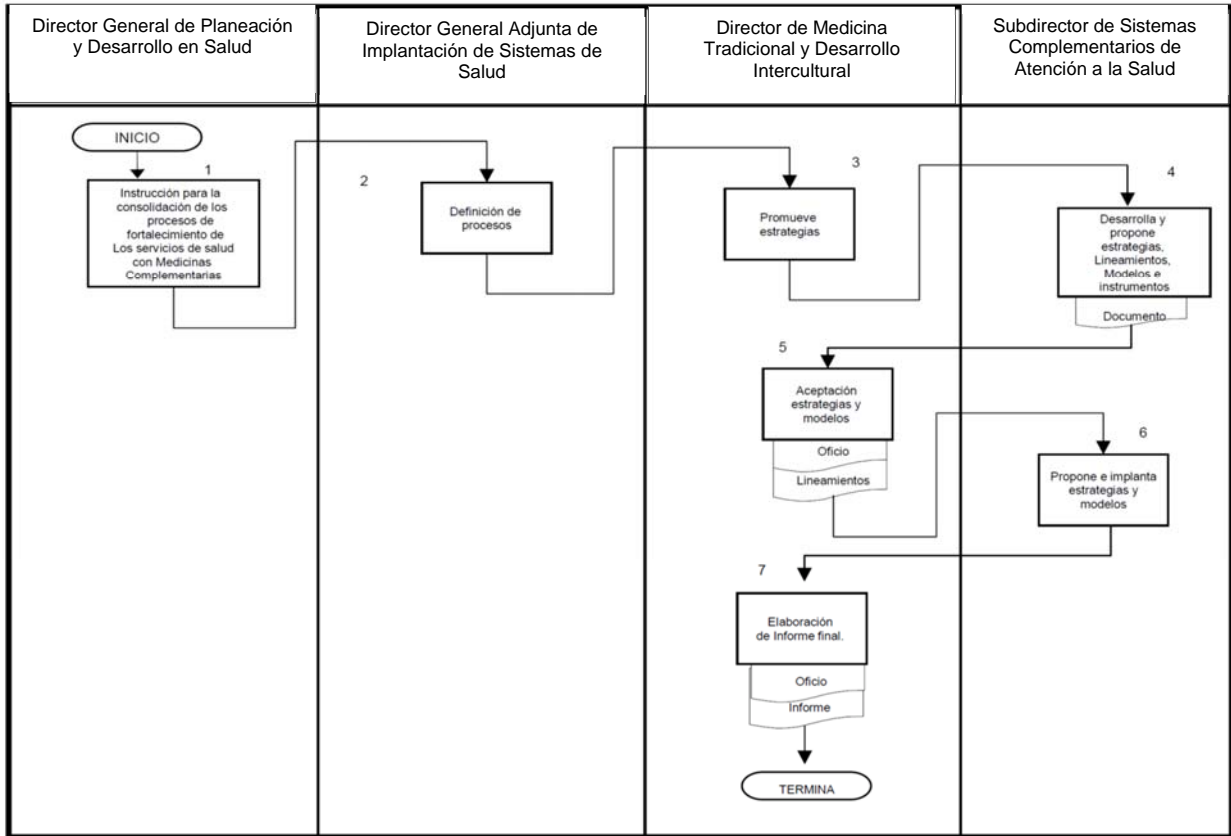 Director General de Planeación
y Desarrollo en Salud
Director General Adjunta de
Implantación de Sistemas de
Salud
Director de Medicina
Tradicional y Desarrollo
Intercultural
Subdirector de Sistemas
Complementarios de
Atención a la Salud
INICIO
1
Instrucción para la
consolidación de los
procesos de
fortalecimiento de
Los servicios de salud
con Medicinas
Complementarias
2
Definición de
procesos
3
Promueve
estrategias
4
Desarrolla y
propone
estrategias,
Lineamientos,
Modelos e
instrumentos
Documento
5
Aceptación
estrategias y
modelos
Oficio
Lineamientos
6
Propone e implanta
estrategias y
modelos
7
Elaboración
de Informe final.
Oficio
Informe
TERMINA